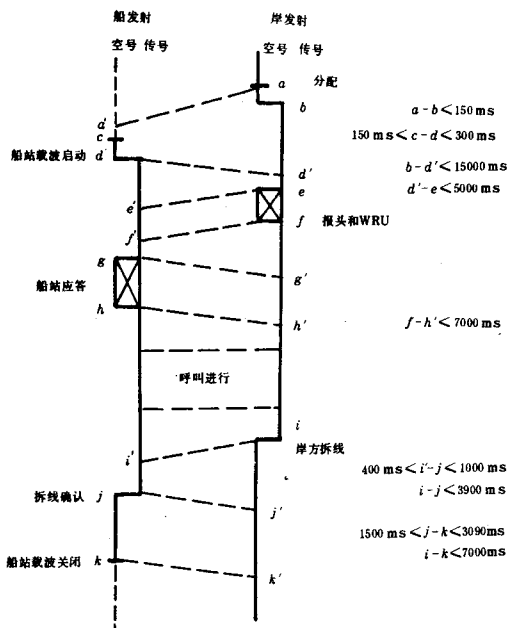 船发射 岸发射
空号 传号 空号 传号
a 分配
b
a-b≤150 ms
a′
c
150 ms≤c-d≤300 ms
船站载波启动 d
b-d′≤15000 ms
d′
d′-e≤5000 ms
e
e′
f 报头和WRU
f′
g
g′
船站应答
h
h′
f-h′≤7000 ms
呼叫进行
i
岸方拆线
i′
400 ms≤i′-j≤1000 ms
i-j≤3900 ms
拆线确认 j
j′
1500 ms≤j-k≤3090 ms
i-k≤7000 ms
船站载波关闭 k
k′